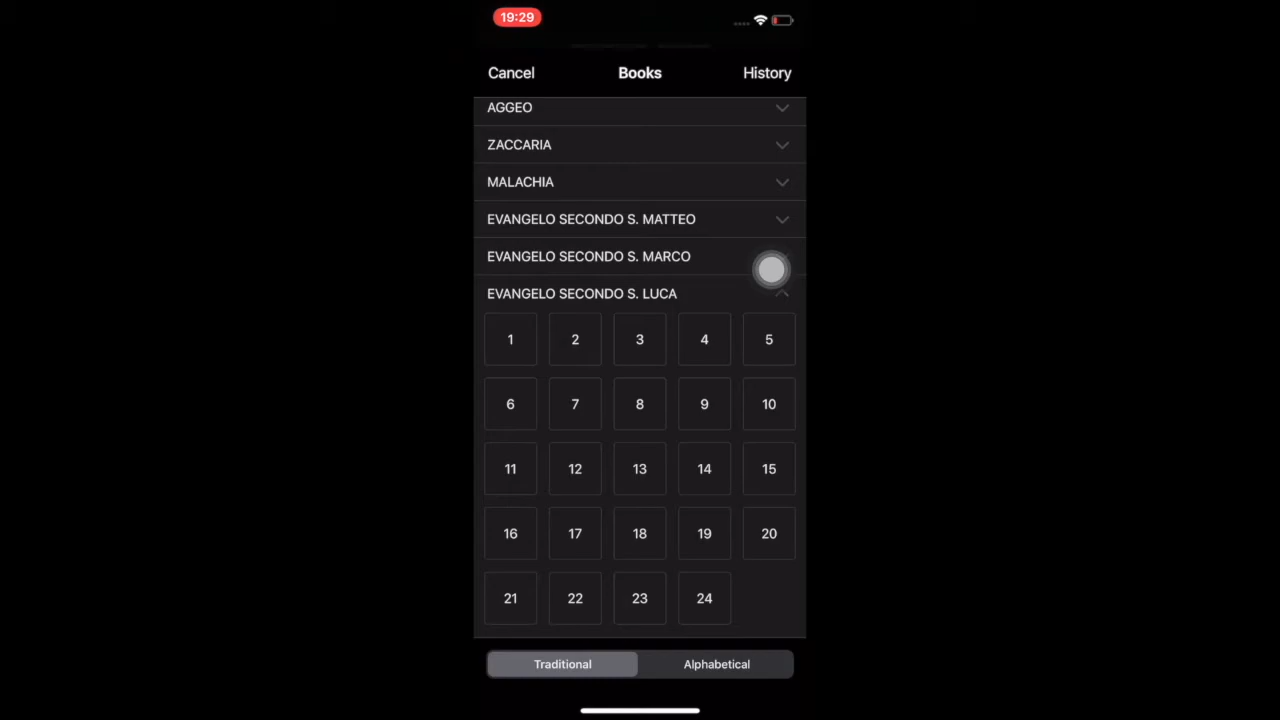 19:29
Cancel Books History
AGGEO
ZACCARIA
MALACHIA
EVANGELO SECONDO S. MATTEO
EVANGELO SECONDO S. MARCO
EVANGELO SECONDO S. LUCA
1 2 3 4 5
6 7 8 9 10
11 12 13 14 15
16 17 18 19 20
21 22 23 24
Traditional Alphabetical